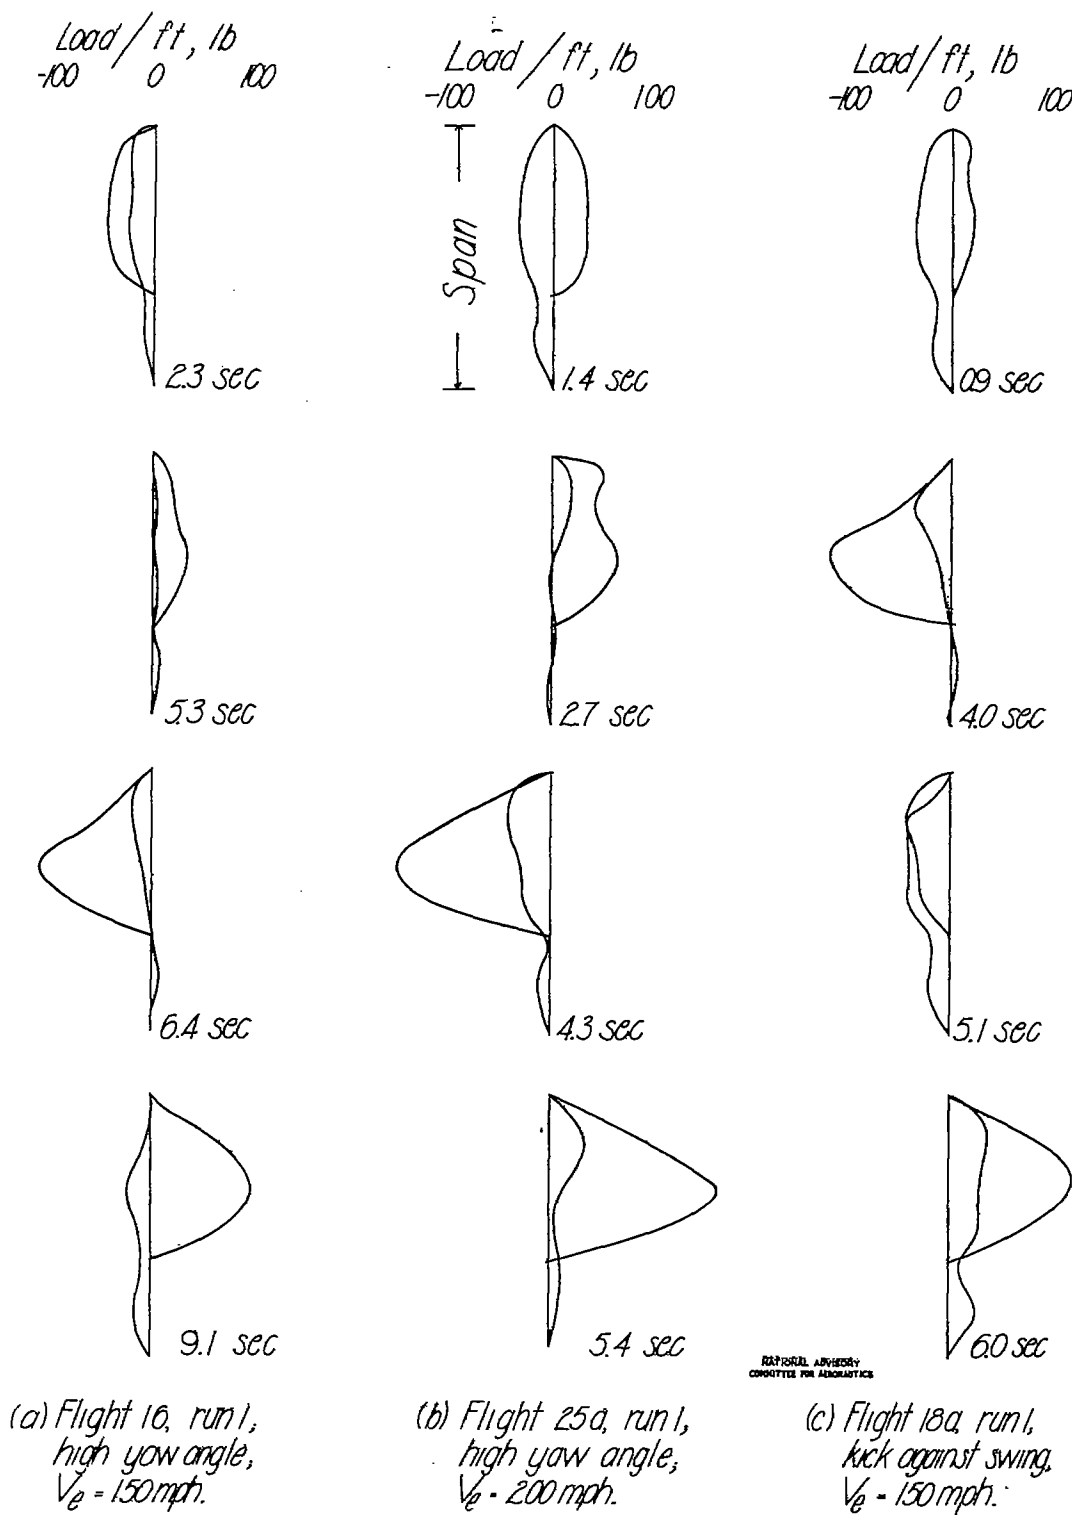 Load / ft, lb
-100 0 100
Load / ft, lb
-100 0 100
Load / ft, lb
-100 0 100
Span
2.3 sec
1.4 sec
0.9 sec
5.3 sec
2.7 sec
4.0 sec
6.4 sec
4.3 sec
5.1 sec
9.1 sec
5.4 sec
6.0 sec
NATIONAL ADVISORY
COMMITTEE FOR AERONAUTICS
(a) Flight 16, run 1,
high yaw angle,
Ve = 150 mph.
(b) Flight 25a, run 1,
high yaw angle,
Ve = 200 mph.
(c) Flight 18a, run 1,
kick against swing,
Ve = 150 mph.